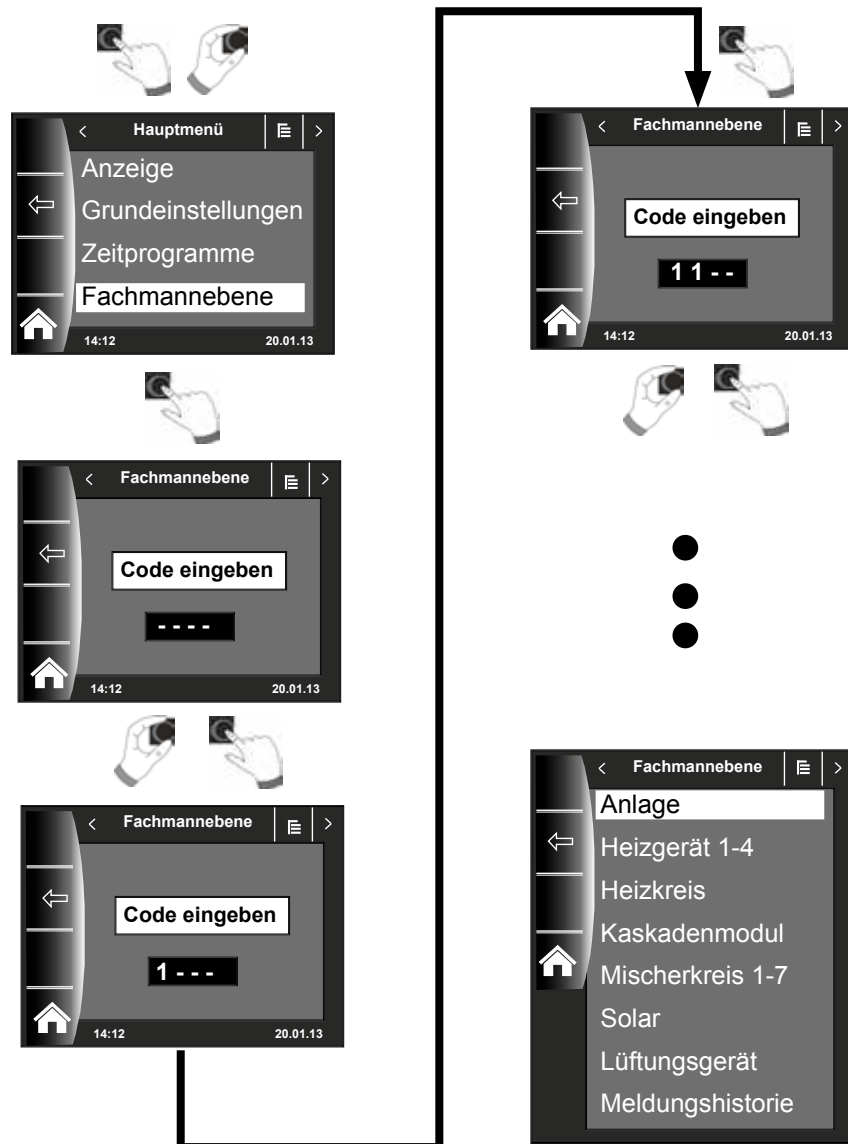 Hauptmenü
Anzeige
Grundeinstellungen
Zeitprogramme
Fachmannebene
14:12 20.01.13
Fachmannebene
Code eingeben
- - - -
14:12 20.01.13
Fachmannebene
Code eingeben
1 - - -
14:12 20.01.13
Fachmannebene
Code eingeben
1 1 - -
14:12 20.01.13
Fachmannebene
Anlage
Heizgerät 1-4
Heizkreis
Kaskadenmodul
Mischerkreis 1-7
Solar
Lüftungsgerät
Meldungshistorie